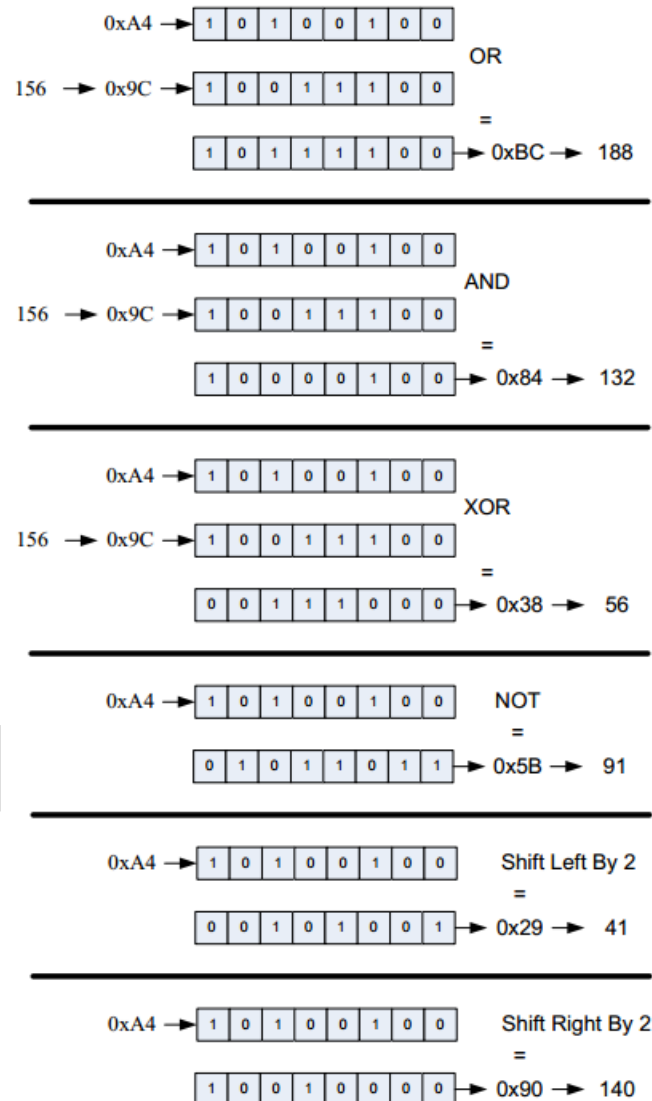 0xA4 1 0 1 0 0 1 0 0
OR
156 0x9C 1 0 0 1 1 1 0 0
=
1 0 1 1 1 1 0 0 0xBC 188
0xA4 1 0 1 0 0 1 0 0
AND
156 0x9C 1 0 0 1 1 1 0 0
=
1 0 0 0 0 1 0 0 0x84 132
0xA4 1 0 1 0 0 1 0 0
XOR
156 0x9C 1 0 0 1 1 1 0 0
=
0 0 1 1 1 0 0 0 0x38 56
0xA4 1 0 1 0 0 1 0 0 NOT
=
0 1 0 1 1 0 1 1 0x5B 91
0xA4 1 0 1 0 0 1 0 0 Shift Left By 2
=
0 0 1 0 1 0 0 1 0x29 41
0xA4 1 0 1 0 0 1 0 0 Shift Right By 2
=
1 0 0 1 0 0 0 0 0x90 140